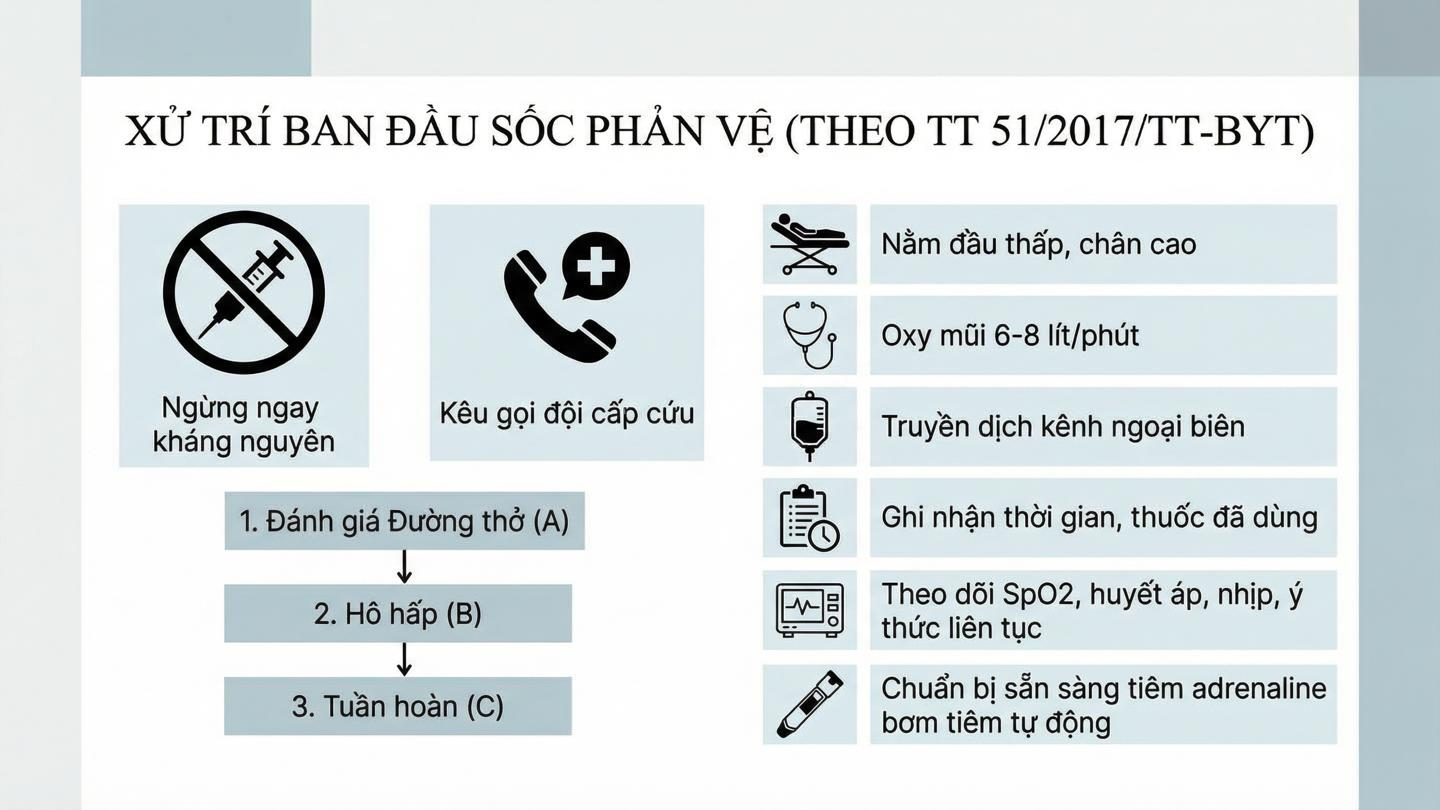 XỬ TRÍ BAN ĐẦU SỐC PHẢN VỆ (THEO TT 51/2017/TT-BYT)
Ngừng ngay
kháng nguyên
Kêu gọi đội cấp cứu
1. Đánh giá Đường thở (A)
2. Hô hấp (B)
3. Tuần hoàn (C)
Nằm đầu thấp, chân cao
Oxy mũi 6-8 lít/phút
Truyền dịch kênh ngoại biên
Ghi nhận thời gian, thuốc đã dùng
Theo dõi SpO2, huyết áp, nhịp, ý
thức liên tục
Chuẩn bị sẵn sàng tiêm adrenaline
bơm tiêm tự động